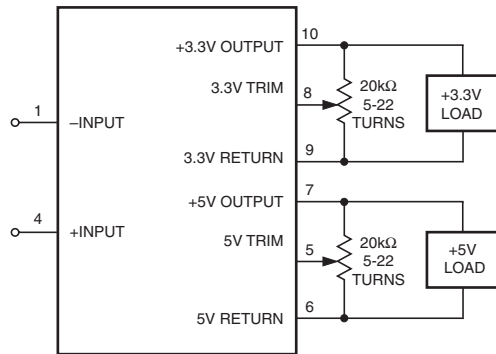 10
+3.3V OUTPUT
3.3V TRIM
8
20kΩ
5-22
TURNS
+3.3V
LOAD
1
–INPUT
3.3V RETURN
9
+5V OUTPUT
7
4
+INPUT
5V TRIM
5
20kΩ
5-22
TURNS
+5V
LOAD
5V RETURN
6